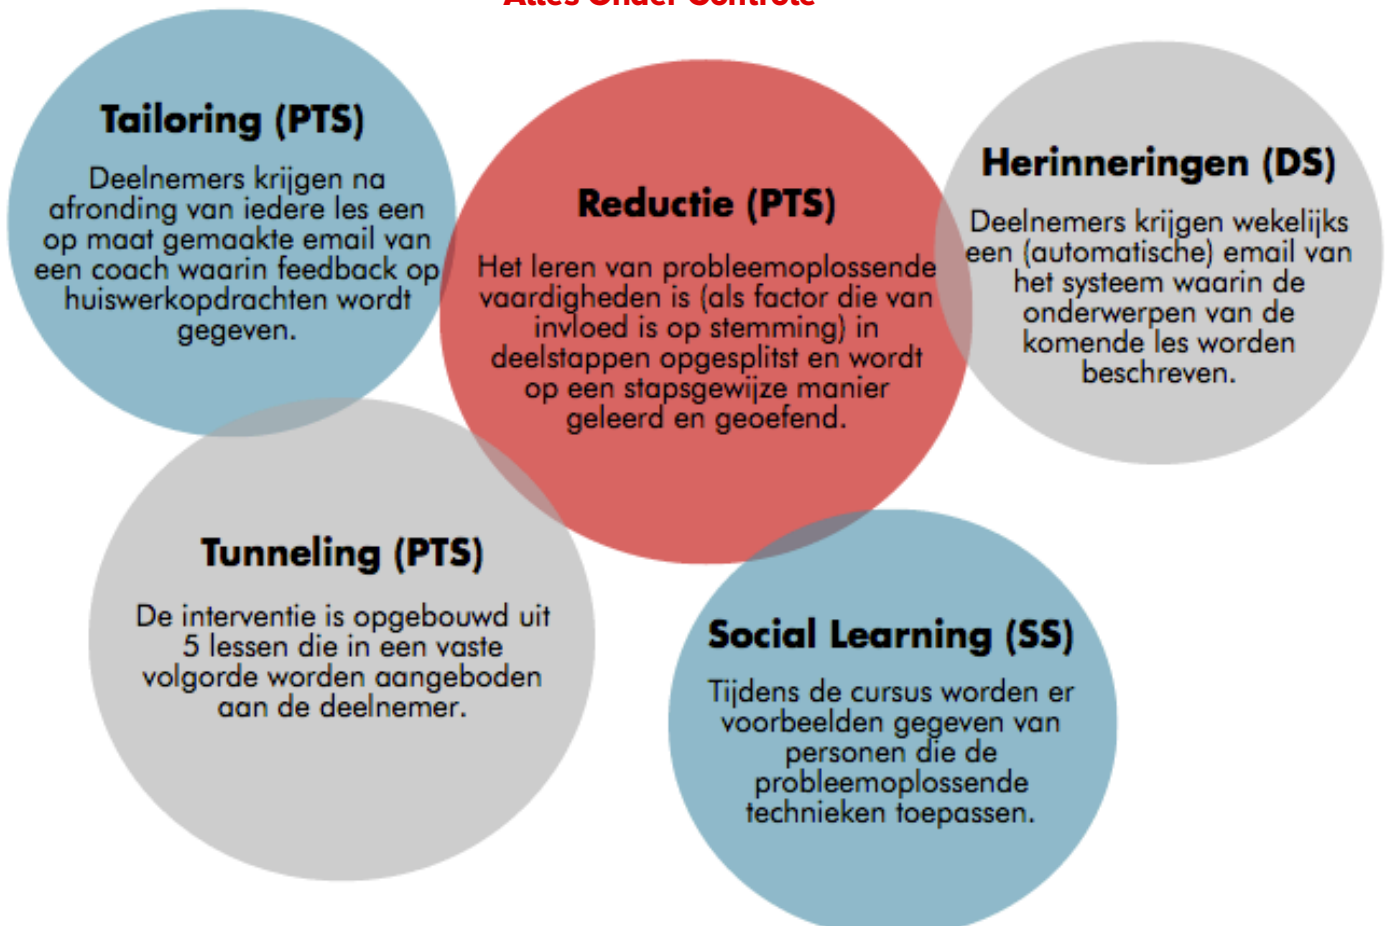 Alles Onder Controle
Tailoring (PTS)
Deelnemers krijgen na
afronding van iedere les een
op maat gemaakte email van
een coach waarin feedback op
huiswerkopdrachten wordt
gegeven.
Reductie (PTS)
Het leren van probleemoplossende
vaardigheden is (als factor die van
invloed is op stemming) in
deelstappen opgesplitst en wordt
op een stapsgewijze manier
geleerd en geoefend.
Herinneringen (DS)
Deelnemers krijgen wekelijks
een (automatische) email van
het systeem waarin de
onderwerpen van de
komende les worden
beschreven.
Tunneling (PTS)
De interventie is opgebouwd uit
5 lessen die in een vaste
volgorde worden aangeboden
aan de deelnemer.
Social Learning (SS)
Tijdens de cursus worden er
voorbeelden gegeven van
personen die de
probleemoplossende
technieken toepassen.